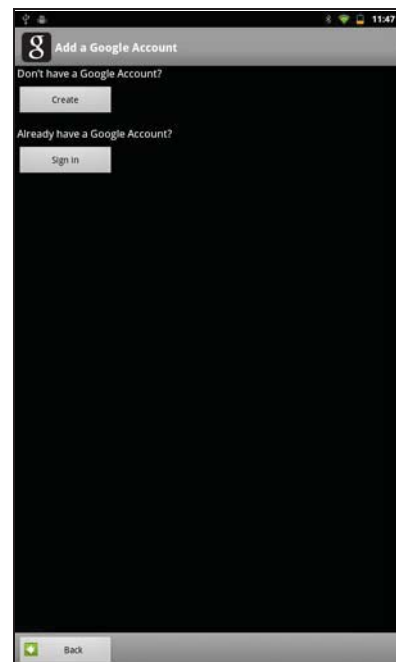 11:47
g Add a Google Account
Don't have a Google Account?
Create
Already have a Google Account?
Sign in
Back